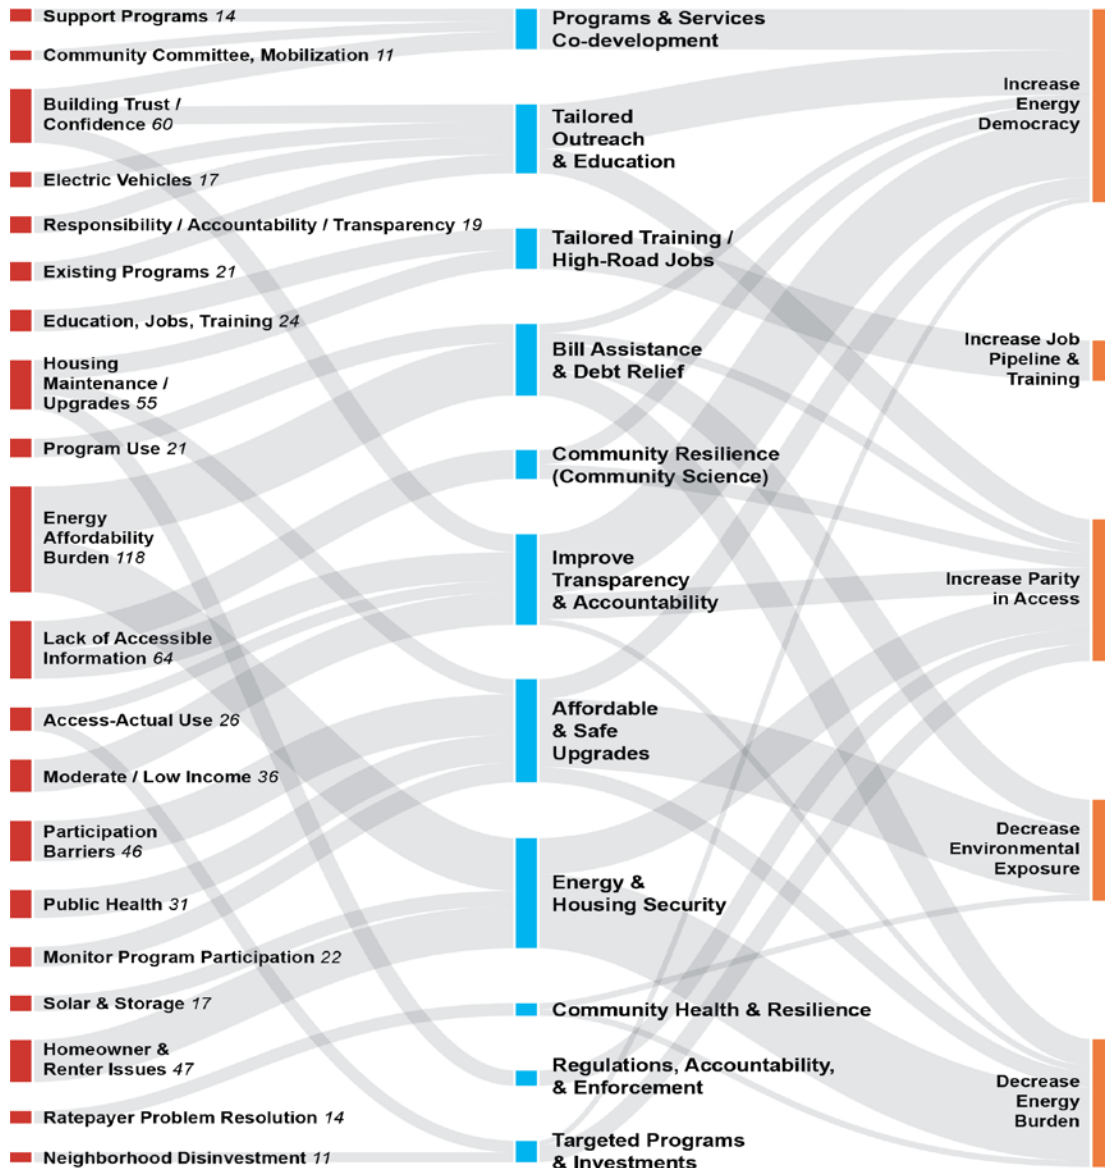 Support Programs 14
Community Committee, Mobilization 11
Building Trust /
Confidence 60
Electric Vehicles 17
Responsibility / Accountability / Transparency 19
Existing Programs 21
Education, Jobs, Training 24
Housing
Maintenance /
Upgrades 55
Program Use 21
Energy
Affordability
Burden 118
Lack of Accessible
Information 64
Access-Actual Use 26
Moderate / Low Income 36
Participation
Barriers 46
Public Health 31
Monitor Program Participation 22
Solar & Storage 17
Homeowner &
Renter Issues 47
Ratepayer Problem Resolution 14
Neighborhood Disinvestment 11
Programs & Services
Co-development
Tailored
Outreach
& Education
Tailored Training /
High-Road Jobs
Bill Assistance
& Debt Relief
Community Resilience
(Community Science)
Improve
Transparency
& Accountability
Affordable
& Safe
Upgrades
Energy &
Housing Security
Community Health & Resilience
Regulations, Accountability,
& Enforcement
Targeted Programs
& Investments
Increase
Energy
Democracy
Increase Job
Pipeline &
Training
Increase Parity
in Access
Decrease
Environmental
Exposure
Decrease
Energy
Burden